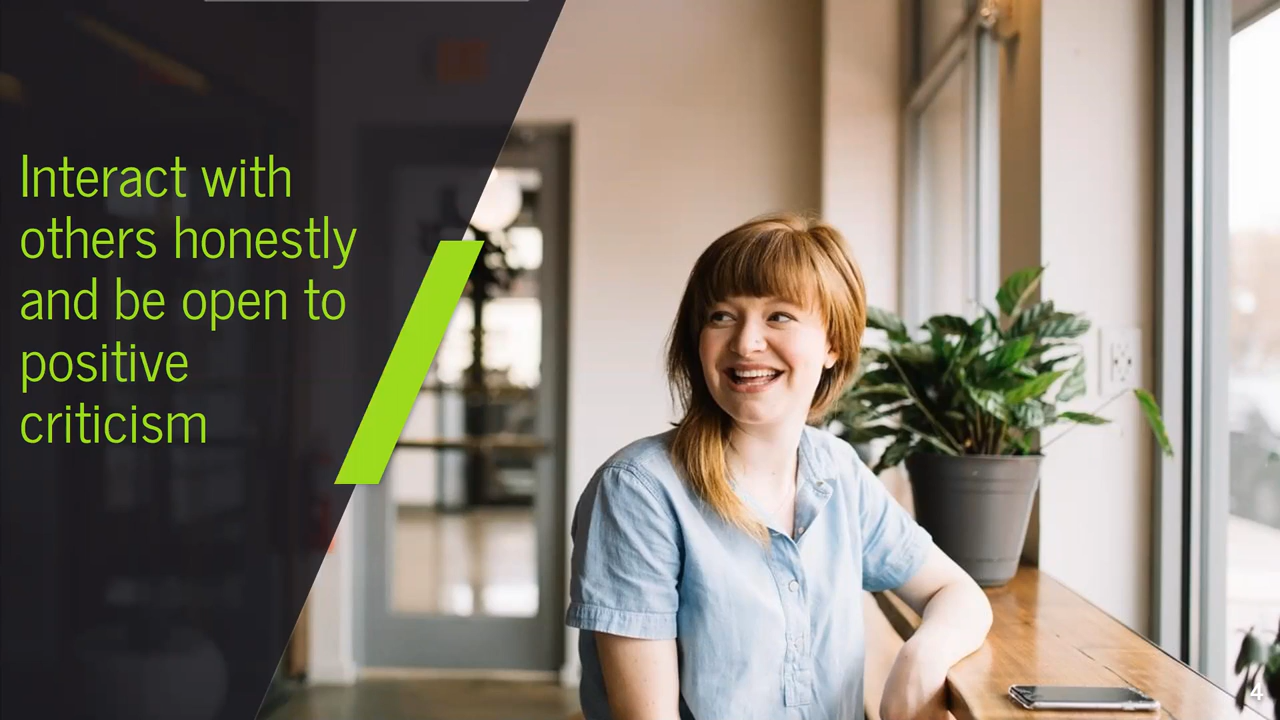 Interact with
others honestly
and be open to
positive
criticism
4